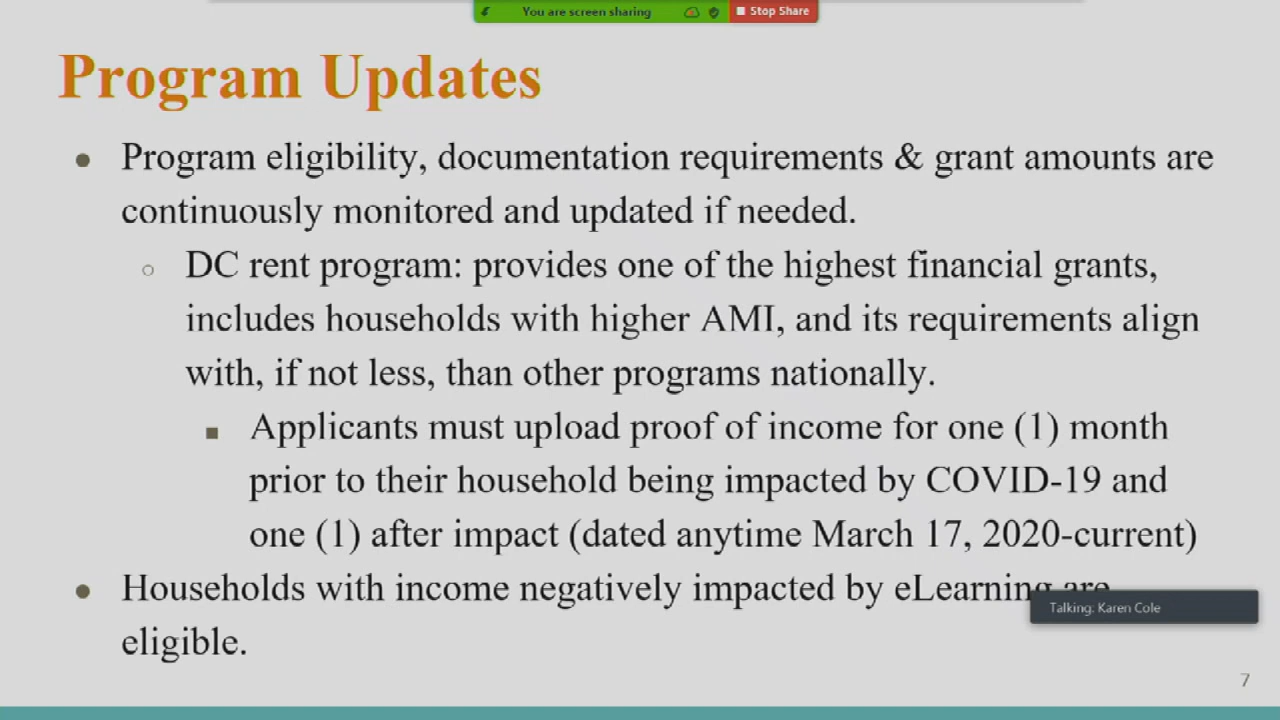 You are screen sharing
Stop Share
Program Updates
Program eligibility, documentation requirements & grant amounts are
continuously monitored and updated if needed.
DC rent program: provides one of the highest financial grants,
includes households with higher AMI, and its requirements align
with, if not less, than other programs nationally.
Applicants must upload proof of income for one (1) month
prior to their household being impacted by COVID-19 and
one (1) after impact (dated anytime March 17, 2020-current)
Households with income negatively impacted by eLearning are
eligible.
Talking: Karen Cole
7